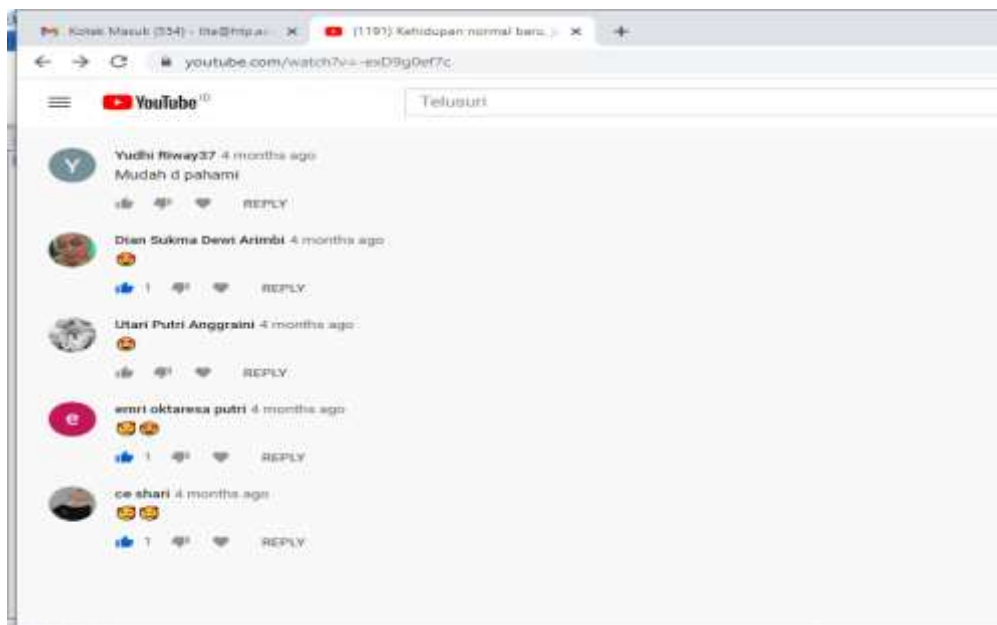 Kotak Masuk (334) -
(1191) Kehidupan normal baru,
youtube.com/watch?v=-exD9g0ef7c
YouTube ID
Telusuri
Yudhi Riway37 4 months ago
Mudah d pahami
REPLY
Dian Sukma Dewi Arimbi 4 months ago
1 REPLY
Utari Putri Anggraini 4 months ago
REPLY
emri oktaresa putri 4 months ago
1 REPLY
ce shari 4 months ago
1 REPLY